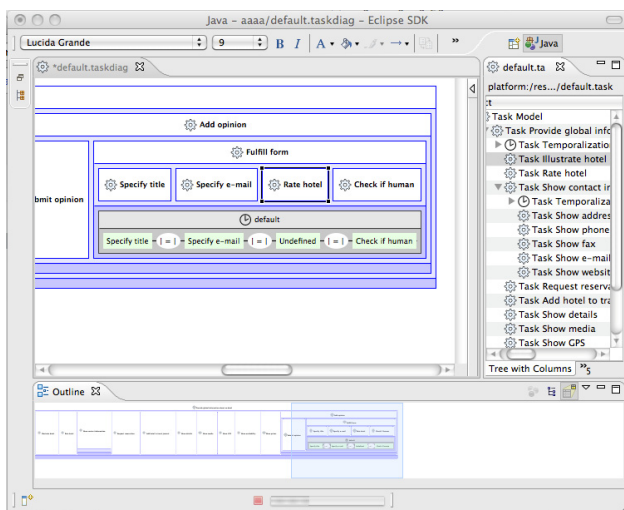 Java – aaaa/default.taskdiag – Eclipse SDK
Lucida Grande
9
B I A
»
Java
*default.taskdiag
default.ta
platform:/res.../default.task
:t
Task Model
Task Provide global info
Task Temporalizatio
Task Illustrate hotel
Task Rate hotel
Task Show contact in
Task Temporaliza
Task Show addres
Task Show phone
Task Show fax
Task Show e-mail
Task Show websit
Task Request reserva
Task Add hotel to tra
Task Show details
Task Show media
Task Show GPS
Tree with Columns
»5
Add opinion
Fulfill form
bmit opinion
Specify title
Specify e-mail
Rate hotel
Check if human
default
Specify title - |=| - Specify e-mail - |=| - Undefined - |=| - Check if human
Outline